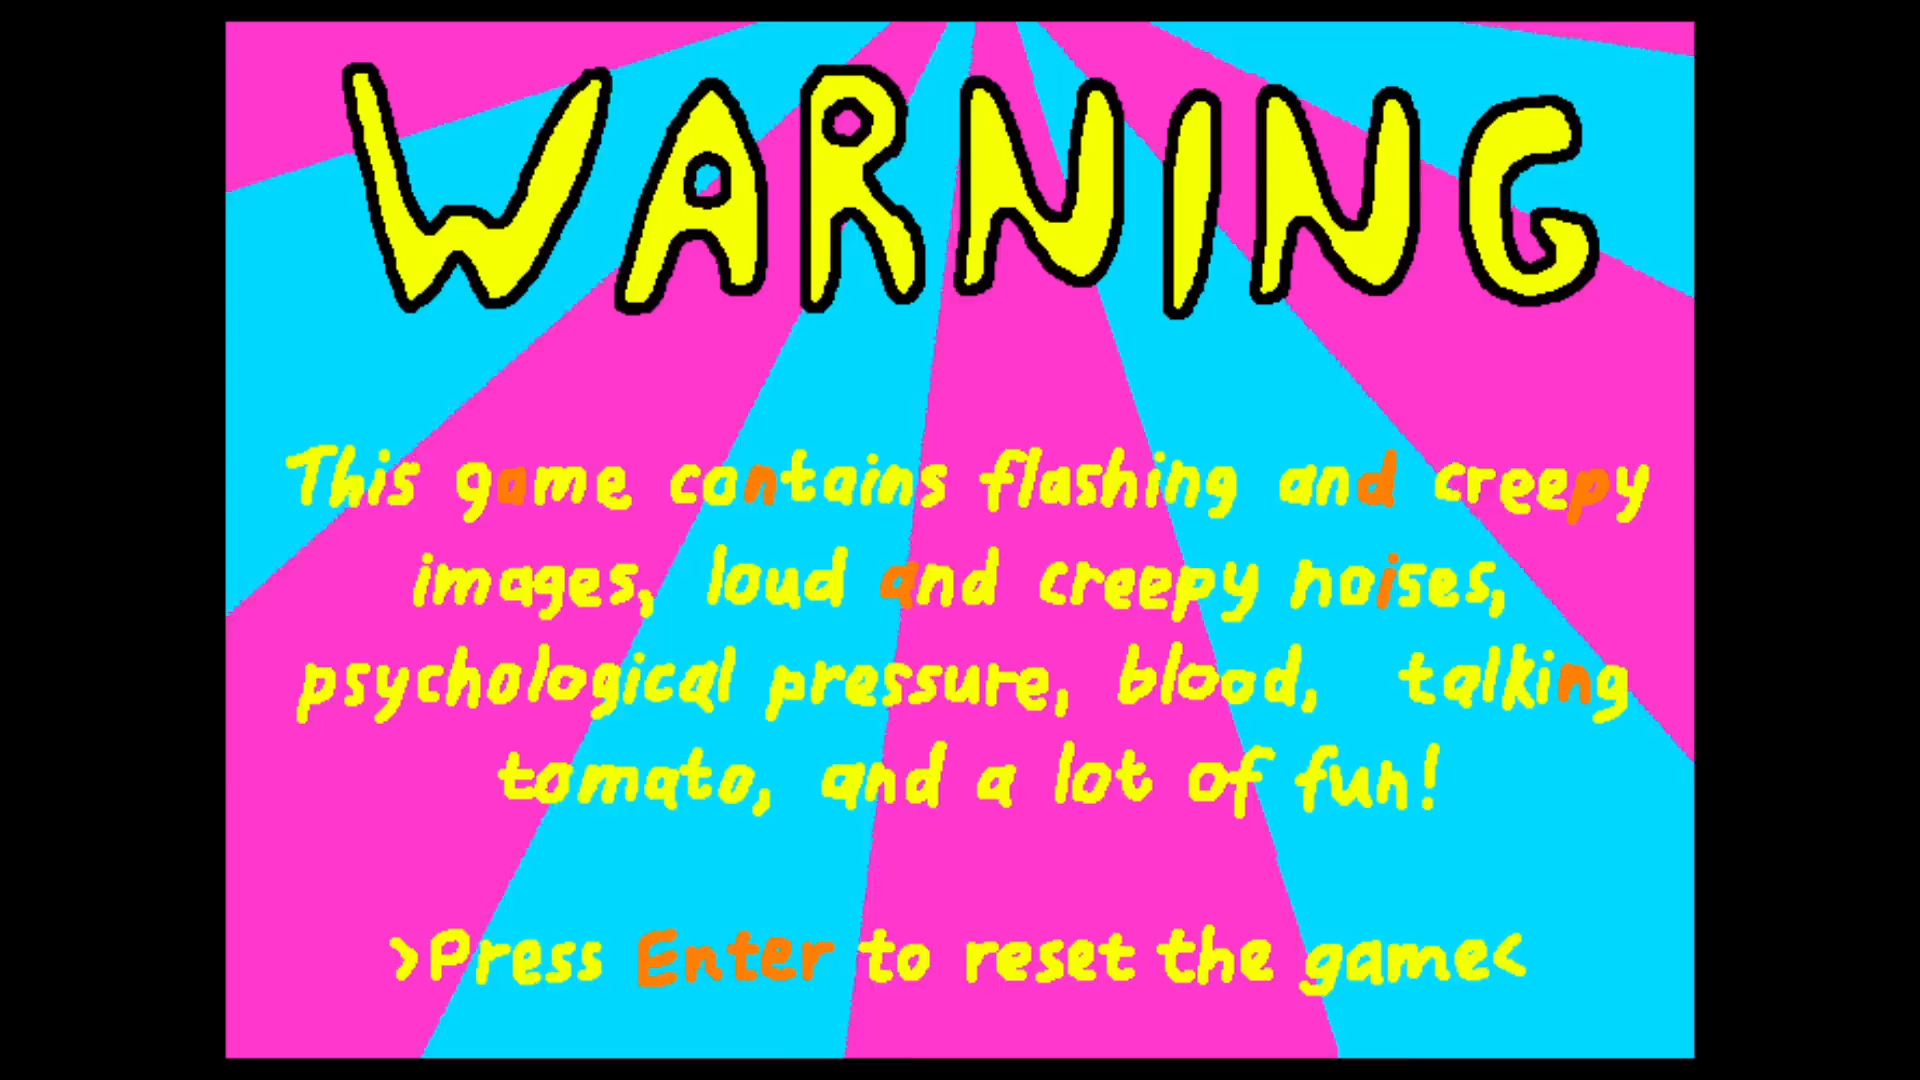 WARNING
This game contains flashing and creepy
images, loud and creepy noises,
psychological pressure, blood, talking
tomato, and a lot of fun!
>Press Enter to reset the game<